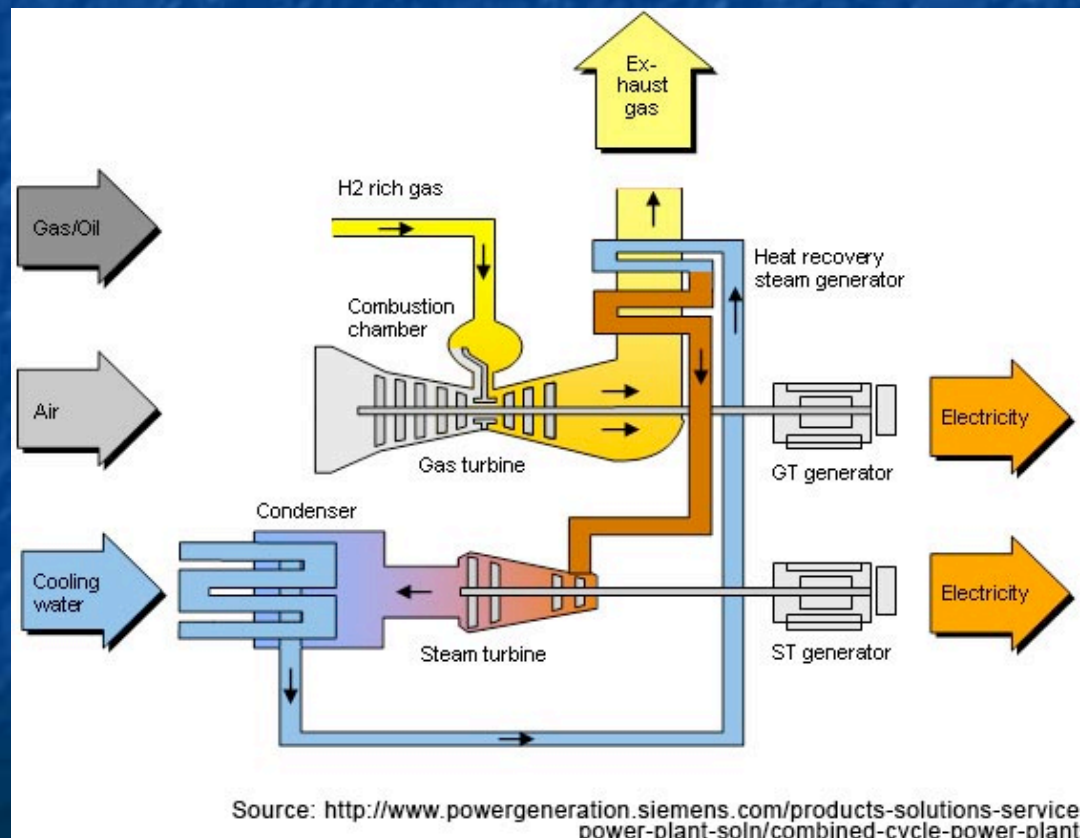 Ex-
haust
gas
H2 rich gas
Gas/Oil
Heat recovery
steam generator
Combustion
chamber
Air
Electricity
Gas turbine
GT generator
Condenser
Cooling
water
Electricity
Steam turbine
ST generator
Source: http://www.powergeneration.siemens.com/products-solutions-service
power-plant-soln/combined-cycle-power-plant